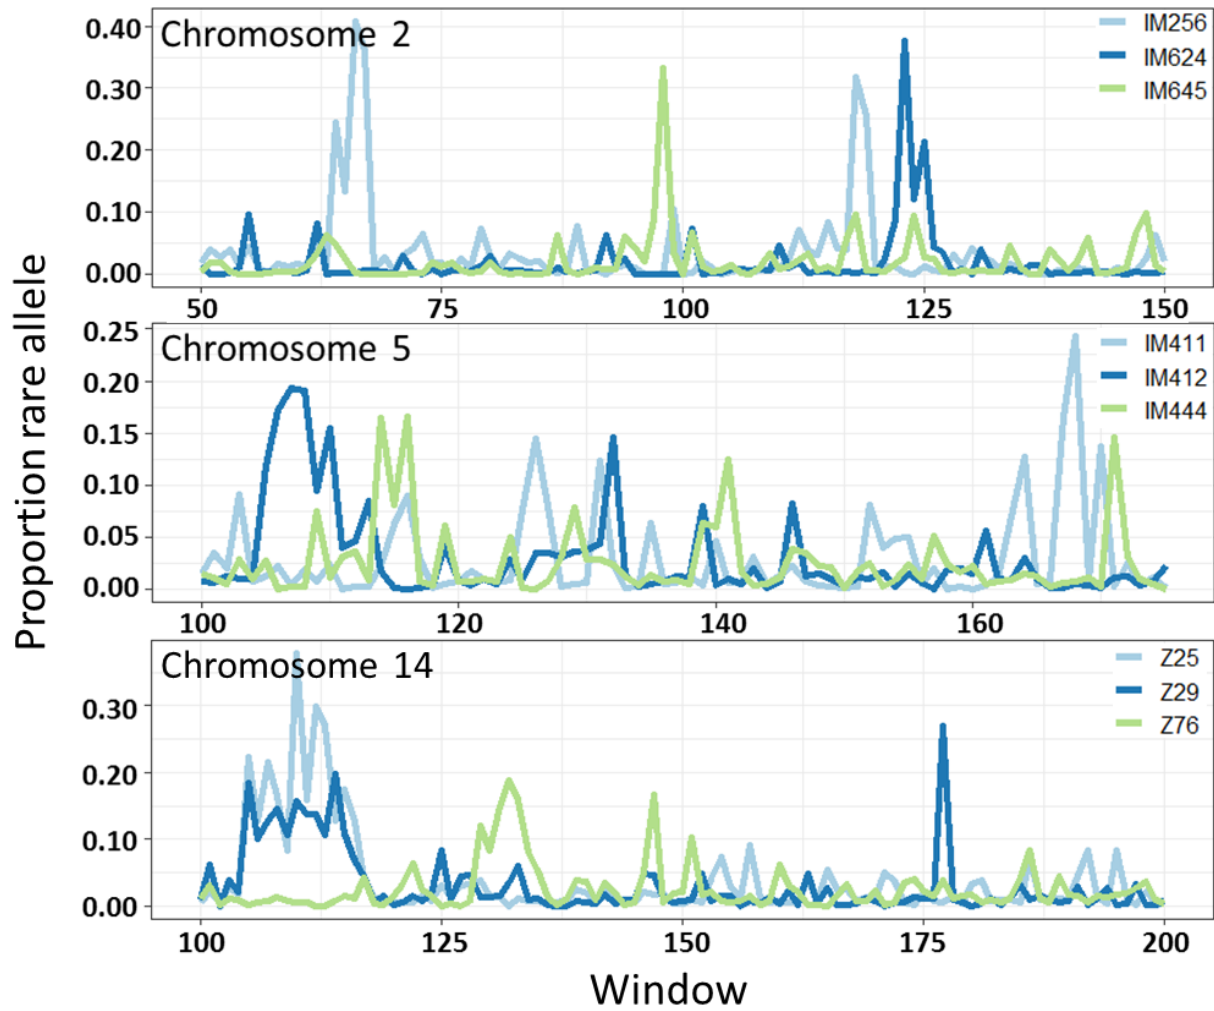 Proportion rare allele
Chromosome 2
IM256
IM624
IM645
0.40
0.30
0.20
0.10
0.00
50 75 100 125 150
Chromosome 5
IM411
IM412
IM444
0.25
0.20
0.15
0.10
0.05
0.00
100 120 140 160
Chromosome 14
Z25
Z29
Z76
0.30
0.20
0.10
0.00
100 125 150 175 200
Window